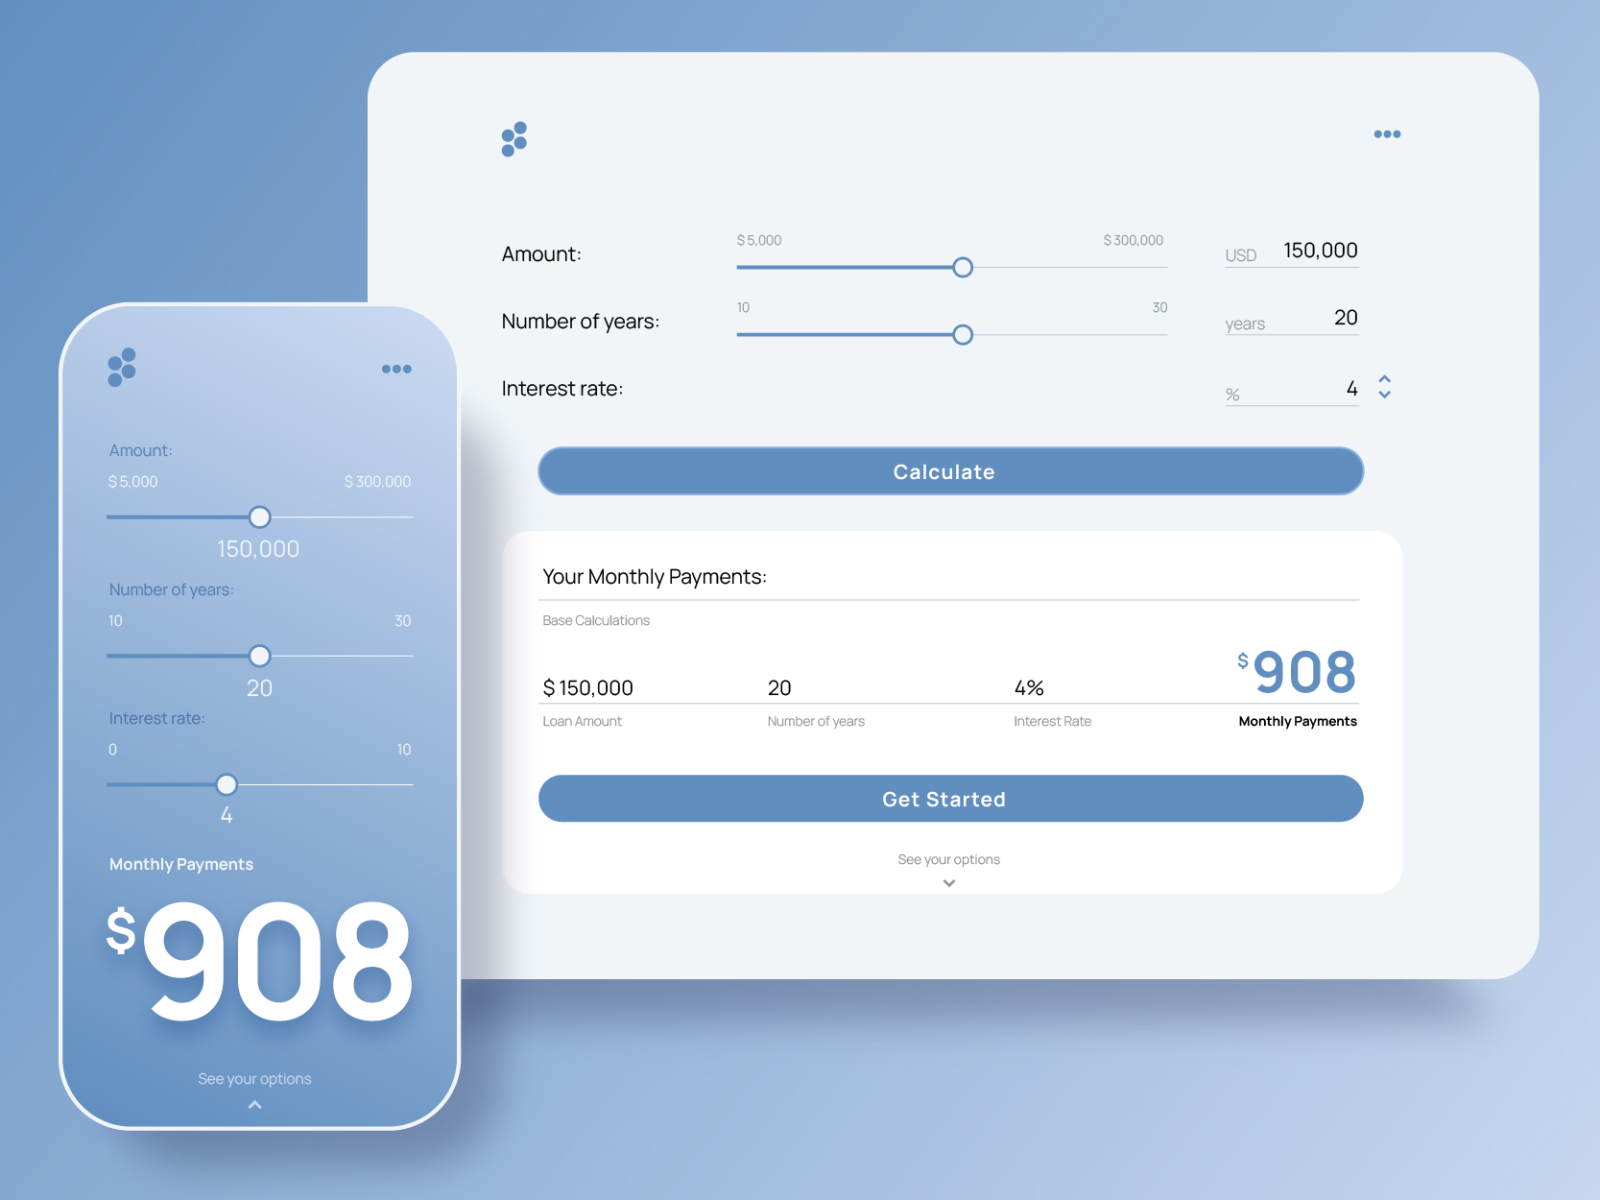 Amount:
$ 5,000
$ 300,000
USD
150,000
Number of years:
10
30
years
20
Interest rate:
%
4
Calculate
Your Monthly Payments:
Base Calculations
$ 150,000
20
4%
$908
Loan Amount
Number of years
Interest Rate
Monthly Payments
Get Started
See your options
Amount:
$ 5,000
$ 300,000
150,000
Number of years:
10
30
20
Interest rate:
0
10
4
Monthly Payments
$908
See your options